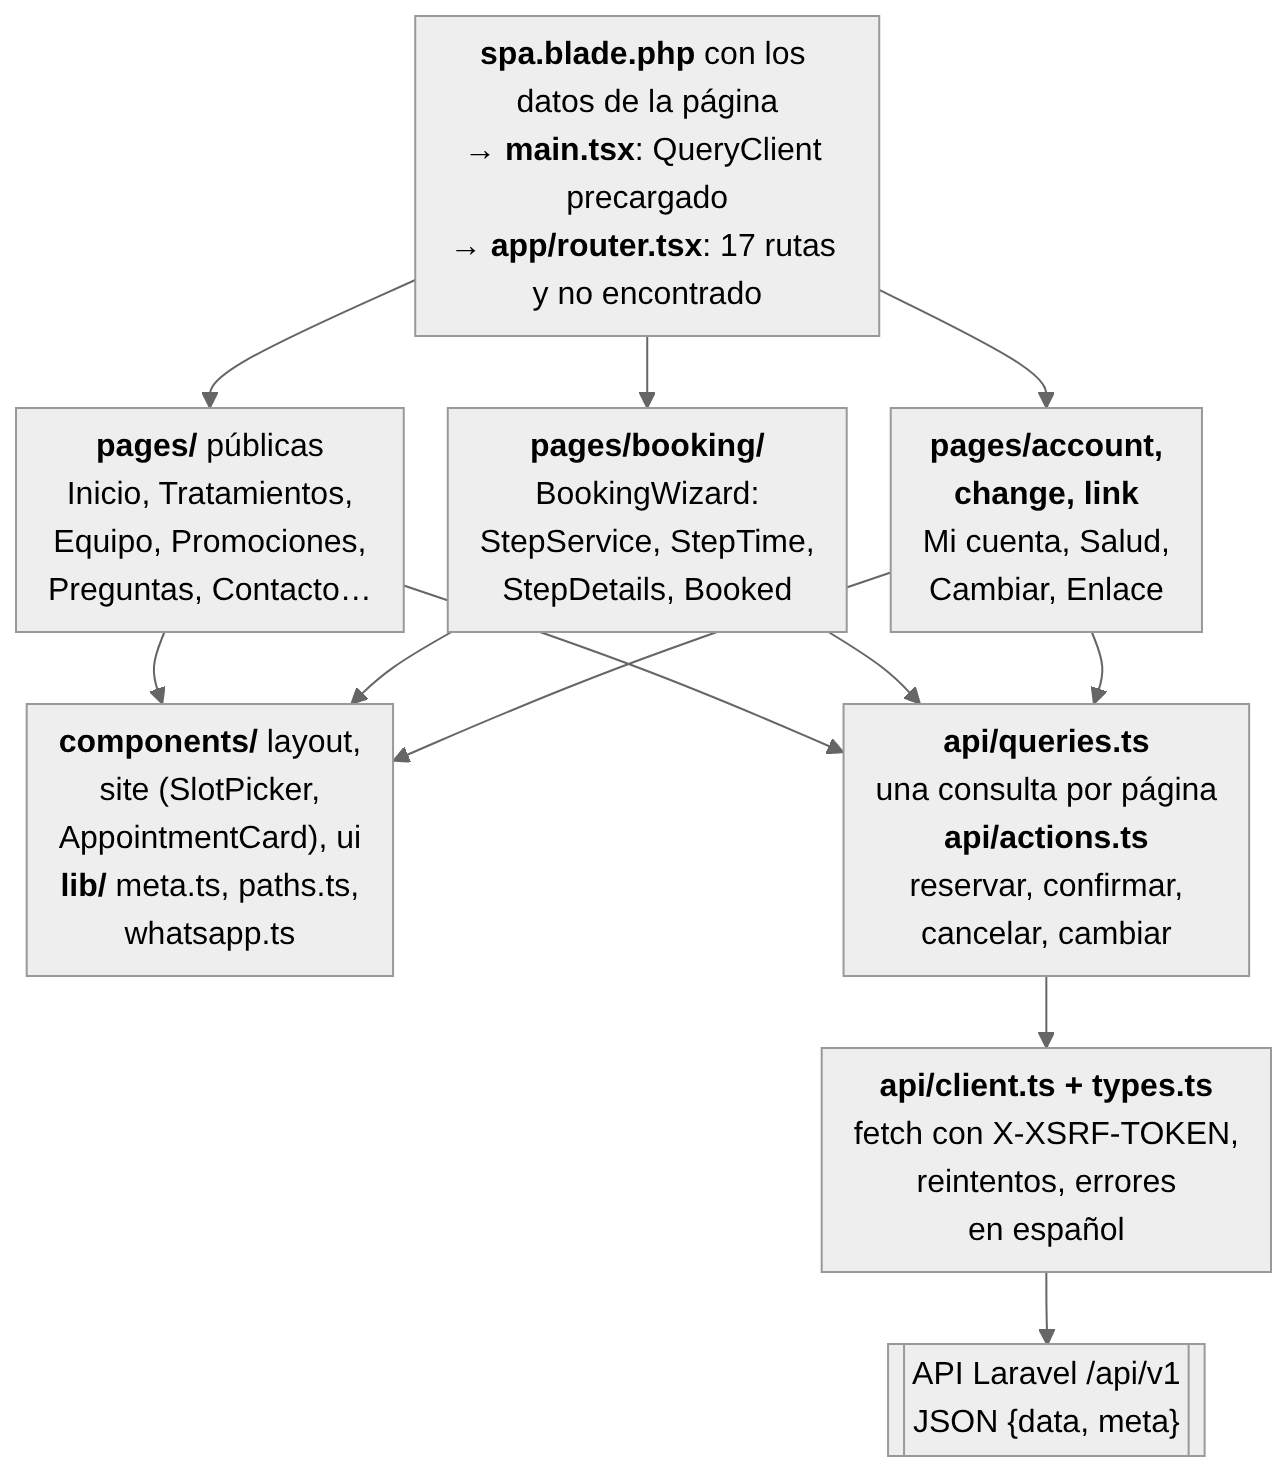 spa.blade.php con los
datos de la página
→ main.tsx: QueryClient
precargado
→ app/router.tsx: 17 rutas
y no encontrado
pages/ públicas
Inicio, Tratamientos,
Equipo, Promociones,
Preguntas, Contacto…
pages/booking/
BookingWizard:
StepService, StepTime,
StepDetails, Booked
pages/account,
change, link
Mi cuenta, Salud,
Cambiar, Enlace
components/ layout,
site (SlotPicker,
AppointmentCard), ui
lib/ meta.ts, paths.ts,
whatsapp.ts
api/queries.ts
una consulta por página
api/actions.ts
reservar, confirmar,
cancelar, cambiar
api/client.ts + types.ts
fetch con X-XSRF-TOKEN,
reintentos, errores
en español
API Laravel /api/v1
JSON {data, meta}